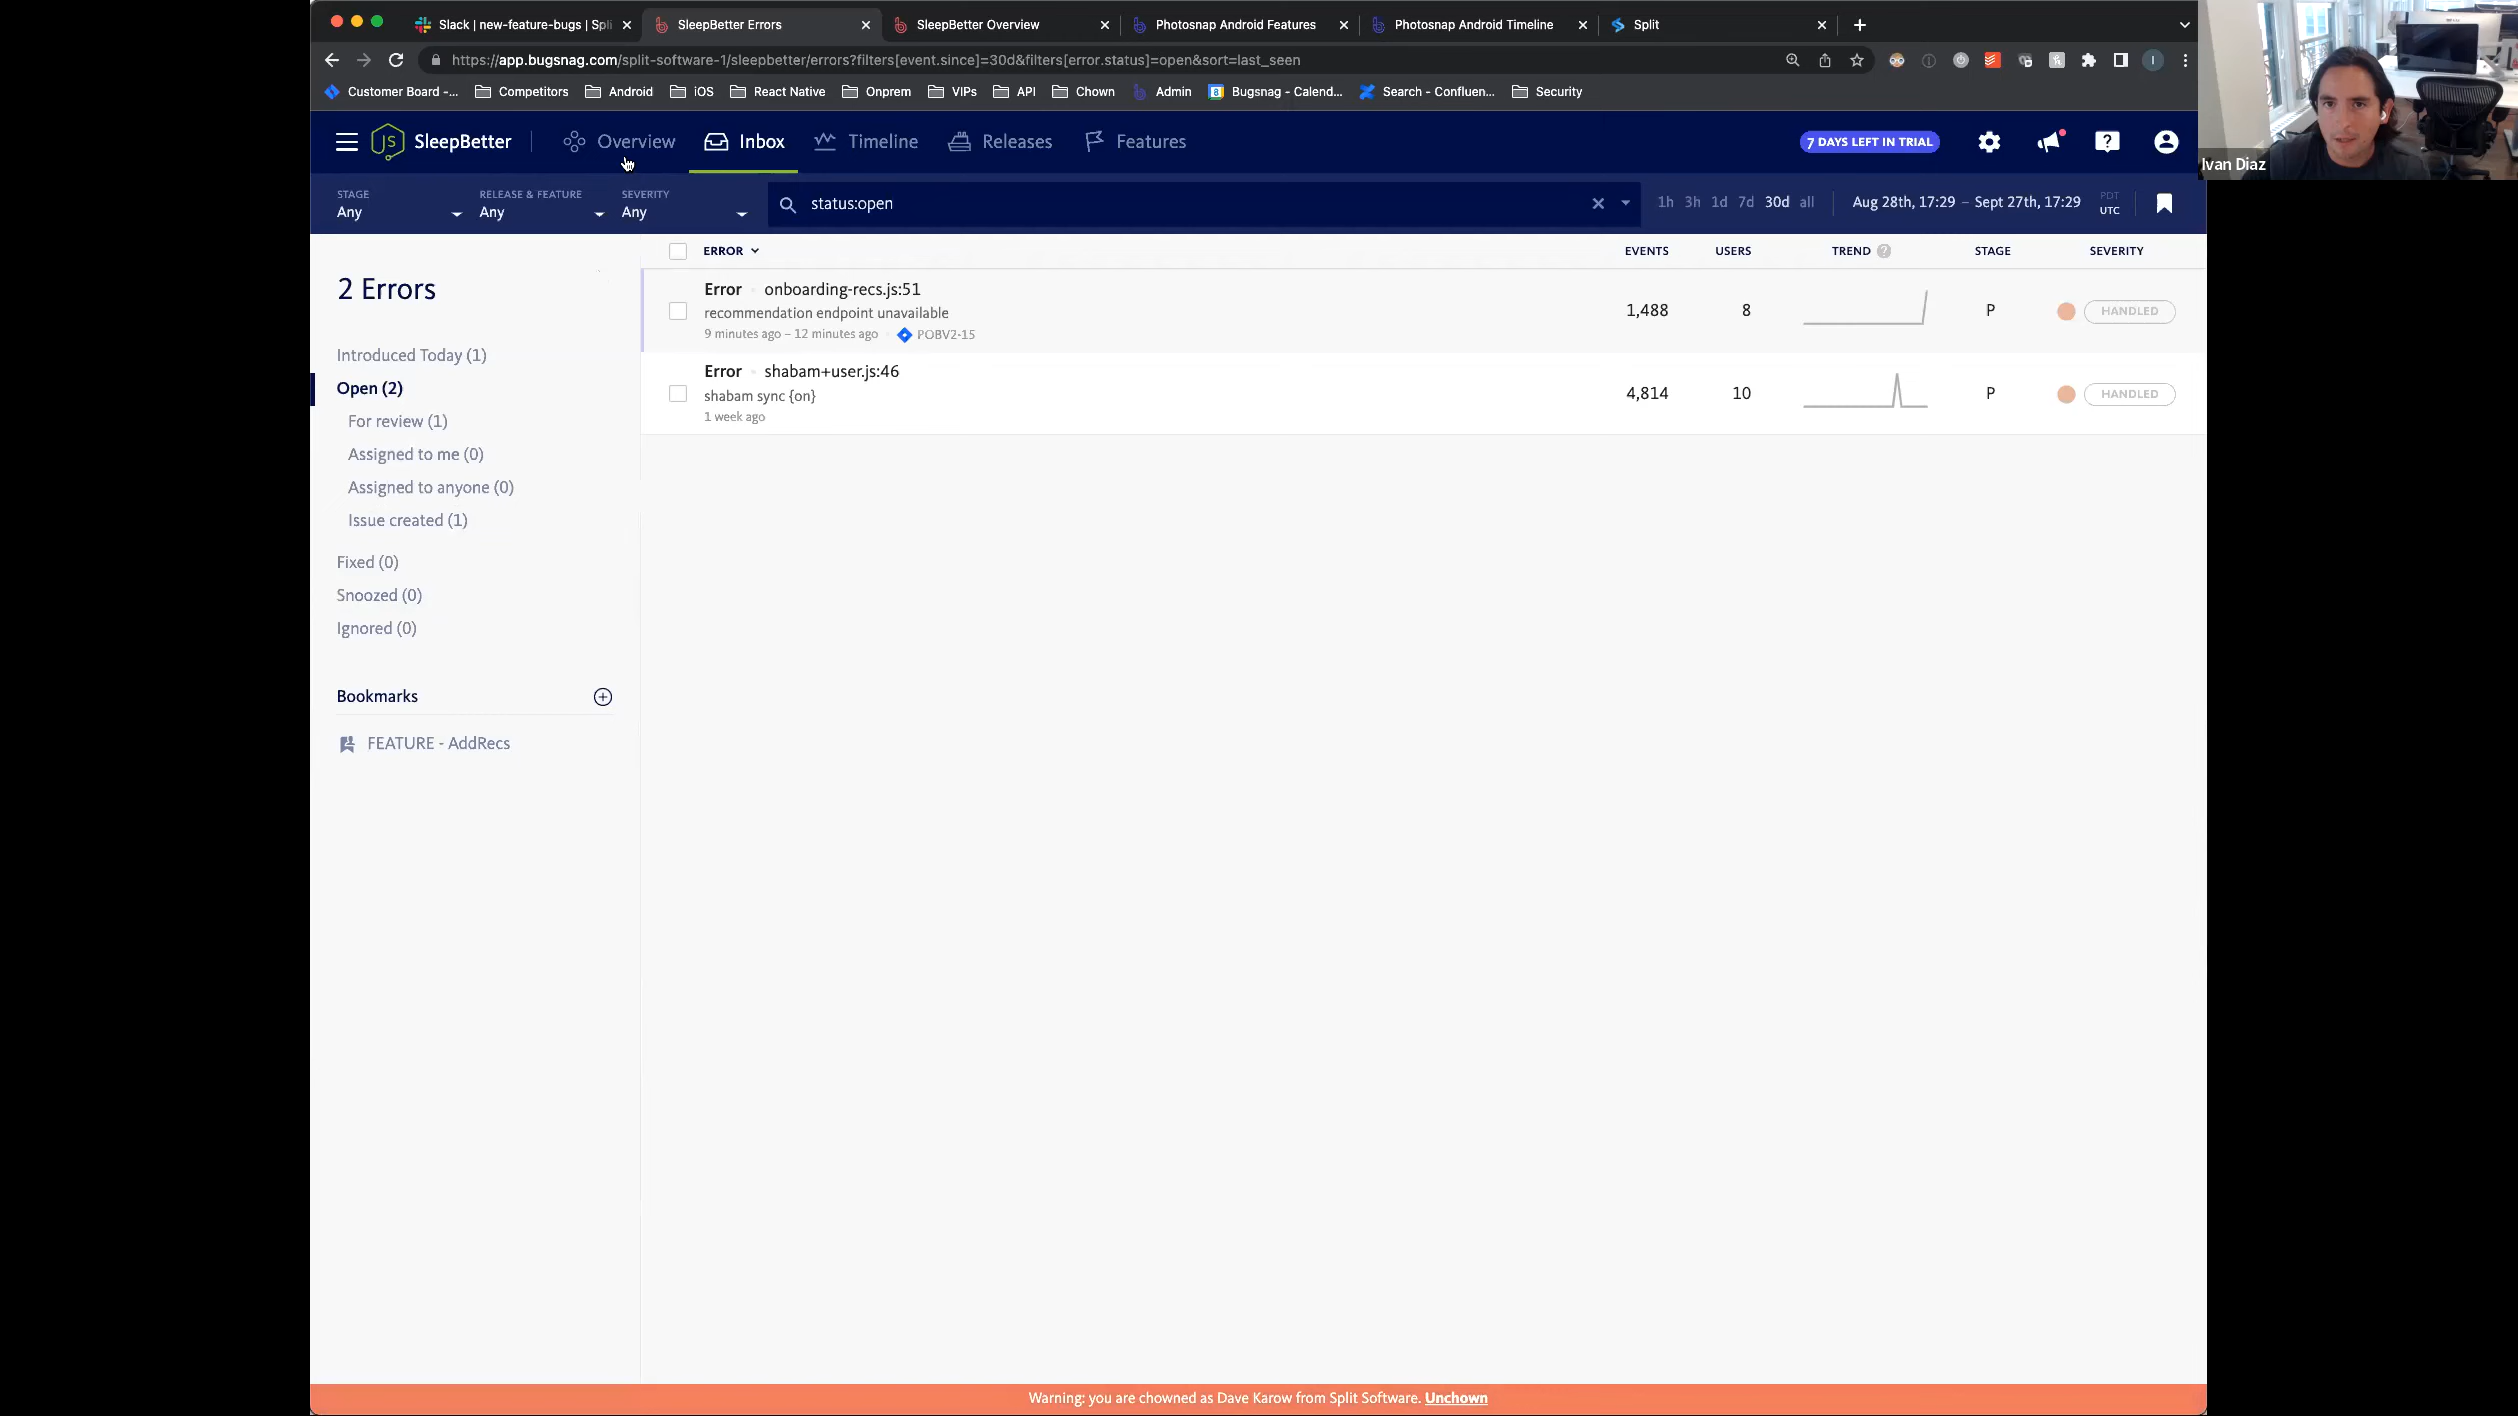 Slack | new-feature-bugs | Spli
SleepBetter Errors
SleepBetter Overview
Photosnap Android Features
Photosnap Android Timeline
Split
https://app.bugsnag.com/split-software-1/sleepbetter/errors?filters[event.since]=30d&filters[error.status]=open&sort=last_seen
Customer Board -...
Competitors
Android
iOS
React Native
Onprem
VIPs
API
Chown
Admin
Bugsnag - Calend...
Search - Confluen...
Security
JS SleepBetter
Overview
Inbox
Timeline
Releases
Features
7 DAYS LEFT IN TRIAL
Ivan Diaz
STAGE
Any
RELEASE & FEATURE
Any
SEVERITY
Any
status:open
1h 3h 1d 7d 30d all
Aug 28th, 17:29 – Sept 27th, 17:29
PDT
UTC
2 Errors
Introduced Today (1)
Open (2)
For review (1)
Assigned to me (0)
Assigned to anyone (0)
Issue created (1)
Fixed (0)
Snoozed (0)
Ignored (0)
Bookmarks
FEATURE - AddRecs
ERROR EVENTS USERS TREND ? STAGE SEVERITY
Error onboarding-recs.js:51
recommendation endpoint unavailable
9 minutes ago – 12 minutes ago POBV2-15
1,488 8 P HANDLED
Error shabam+user.js:46
shabam sync {on}
1 week ago
4,814 10 P HANDLED
Warning: you are chowned as Dave Karow from Split Software. Unchown